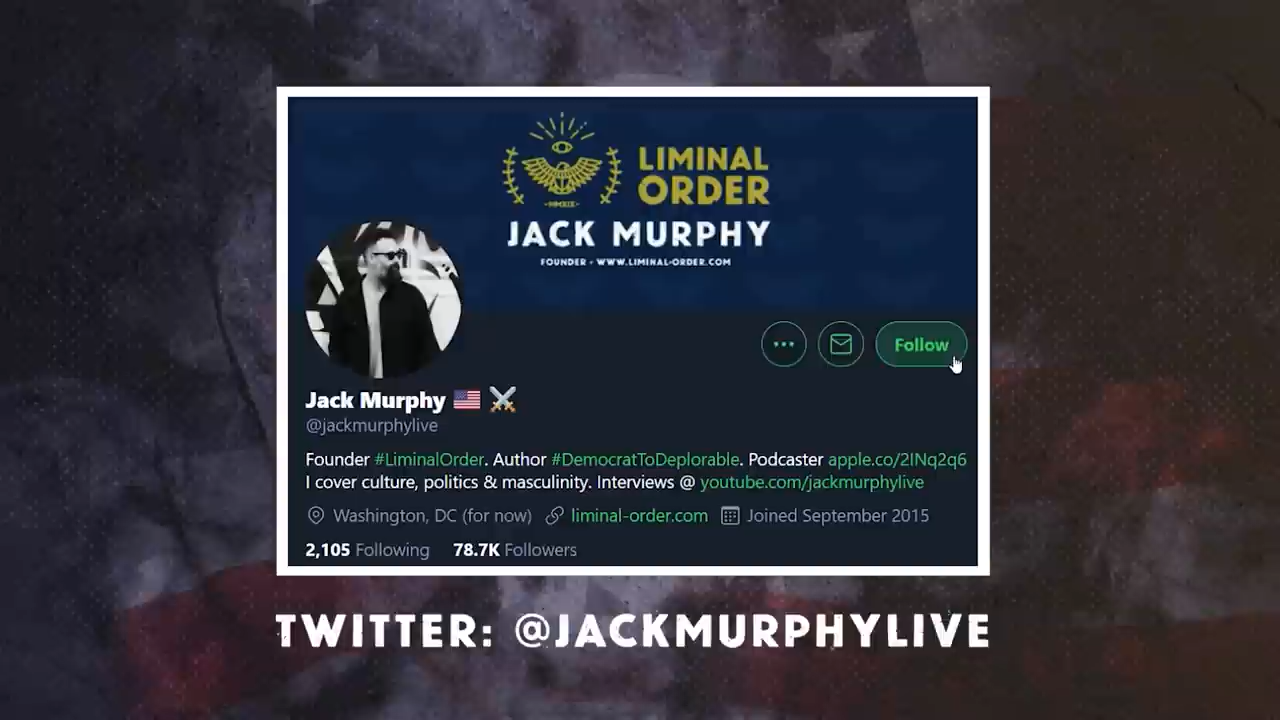 LIMINAL
ORDER
-MMXIX-
JACK MURPHY
FOUNDER - WWW.LIMINAL-ORDER.COM
Follow
Jack Murphy 🇺🇸 ⚔️
@jackmurphylive
Founder #LiminalOrder. Author #DemocratToDeplorable. Podcaster apple.co/2INq2q6
I cover culture, politics & masculinity. Interviews @ youtube.com/jackmurphylive
Washington, DC (for now) liminal-order.com Joined September 2015
2,105 Following 78.7K Followers
TWITTER: @JACKMURPHYLIVE